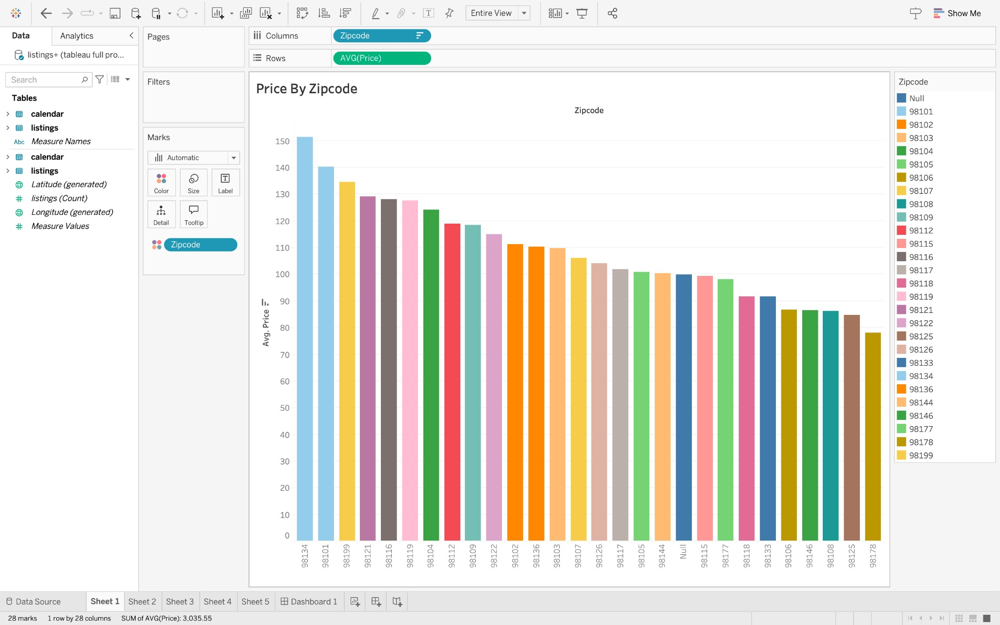 Entire View
Show Me
Data
Analytics
listings+ (tableau full pro...
Search
Tables
calendar
listings
Abc Measure Names
calendar
listings
Latitude (generated)
listings (Count)
Longitude (generated)
Measure Values
Pages
Filters
Marks
Automatic
Color
Size
Label
Detail
Tooltip
Zipcode
Columns
Zipcode
Rows
AVG(Price)
Price By Zipcode
Zipcode
150
140
130
120
110
100
90
80
70
60
50
40
30
20
10
0
Avg. Price
98134
98101
98199
98121
98116
98119
98104
98112
98109
98122
98102
98136
98103
98107
98126
98117
98105
98144
Null
98115
98177
98118
98133
98106
98146
98108
98125
98178
Zipcode
Null
98101
98102
98103
98104
98105
98106
98107
98108
98109
98112
98115
98116
98117
98118
98119
98121
98122
98125
98126
98133
98134
98136
98144
98146
98177
98178
98199
Data Source
Sheet 1
Sheet 2
Sheet 3
Sheet 4
Sheet 5
Dashboard 1
28 marks
1 row by 28 columns
SUM of AVG(Price): 3,035.55